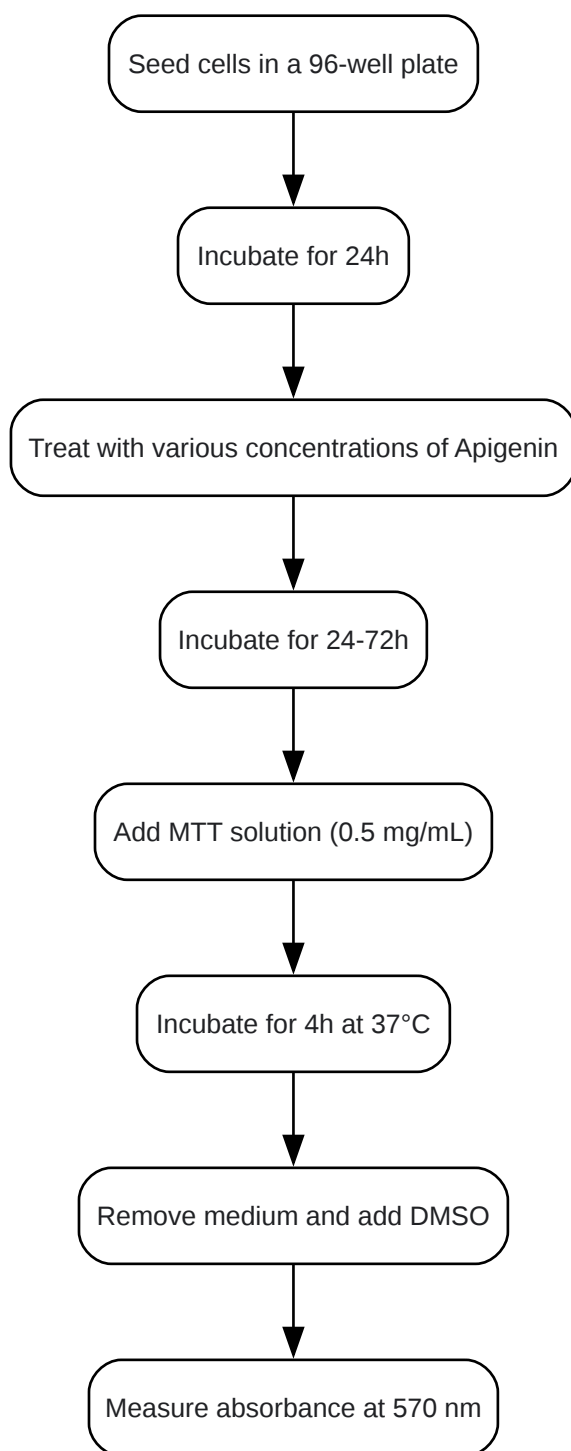 Seed cells in a 96-well plate
Incubate for 24h
Treat with various concentrations of Apigenin
Incubate for 24-72h
Add MTT solution (0.5 mg/mL)
Incubate for 4h at 37°C
Remove medium and add DMSO
Measure absorbance at 570 nm